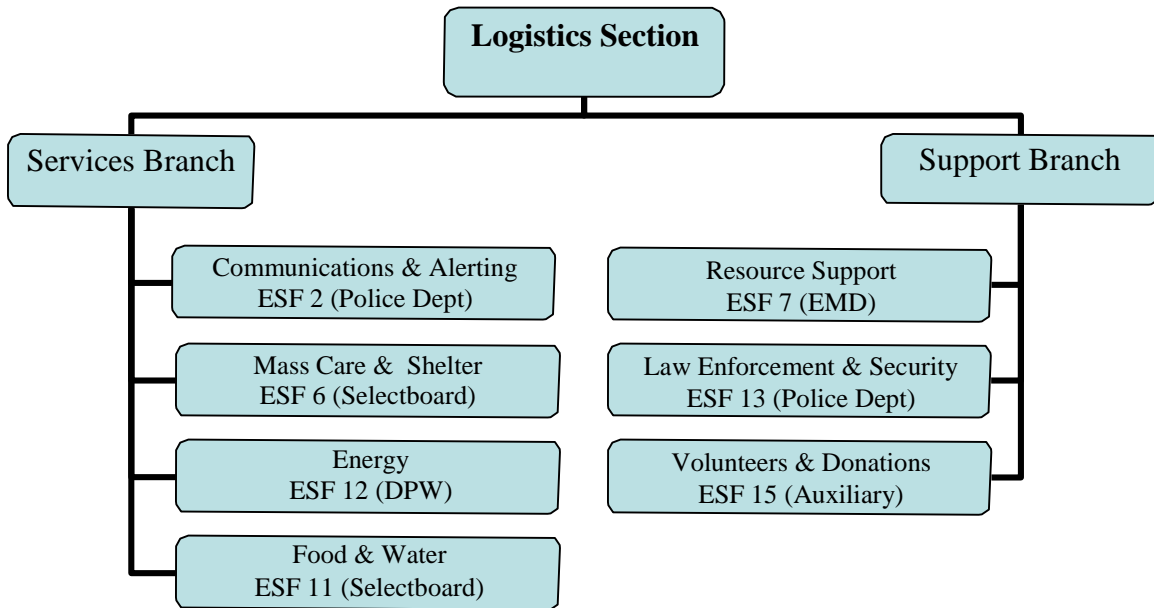 Logistics Section
Services Branch
Support Branch
Communications & Alerting
ESF 2 (Police Dept)
Mass Care & Shelter
ESF 6 (Selectboard)
Energy
ESF 12 (DPW)
Food & Water
ESF 11 (Selectboard)
Resource Support
ESF 7 (EMD)
Law Enforcement & Security
ESF 13 (Police Dept)
Volunteers & Donations
ESF 15 (Auxiliary)